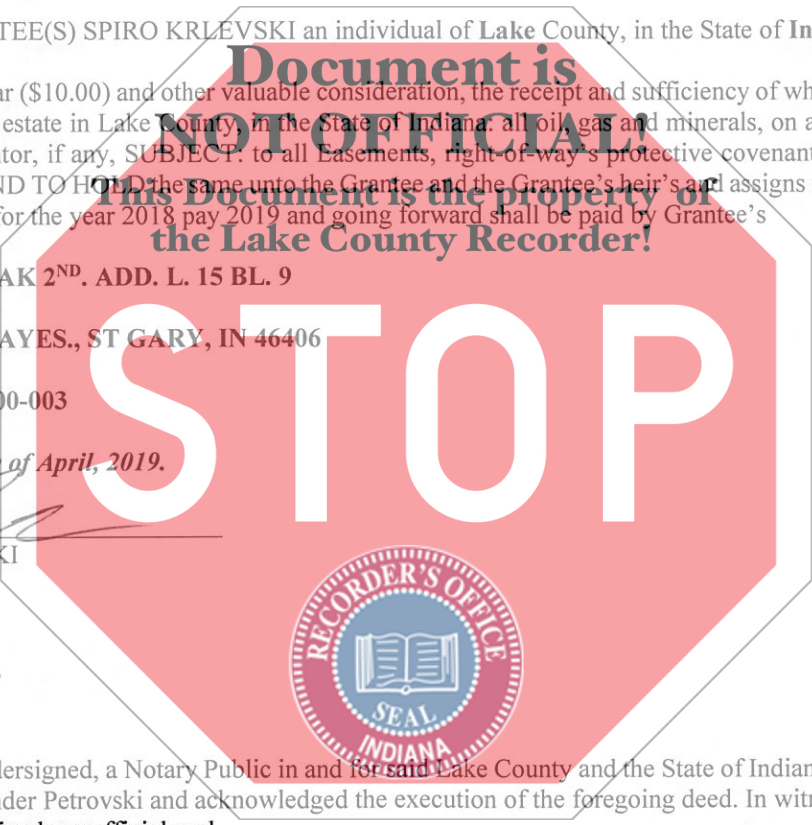 TEE(S) SPIRO KRLEVSKI an individual of Lake County, in the State of In
Document is
ar ($10.00) and other valuable consideration, the receipt and sufficiency of wh
estate in Lake County, in the State of Indiana: all oil, gas and minerals, on a
NOT OFFICIAL!
tor, if any, SUBJECT: to all Easements, right-of-way's protective covenant
ND TO HOLD the same unto the Grantee and the Grantee's heir's and assigns
This Document is the property of
for the year 2018 pay 2019 and going forward shall be paid by Grantee's
the Lake County Recorder!
AK 2ND. ADD. L. 15 BL. 9
AYES., ST GARY, IN 46406
STOP
00-003
of April, 2019.
KI
RECORDER'S OFFICE
SEAL
INDIANA
dersigned, a Notary Public in and for said Lake County and the State of Indian
nder Petrovski and acknowledged the execution of the foregoing deed. In witn